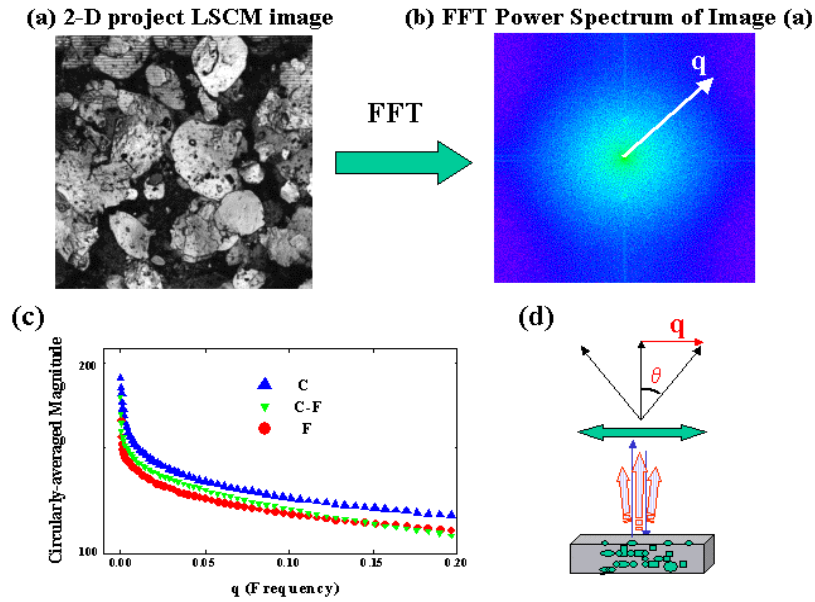 (a) 2-D project LSCM image
(b) FFT Power Spectrum of Image (a)
q
FFT
(c)
(d)
Circularly-averaged Magnitude
200
100
C
C-F
F
0.00 0.05 0.10 0.15 0.20
q (Frequency)
q
θ